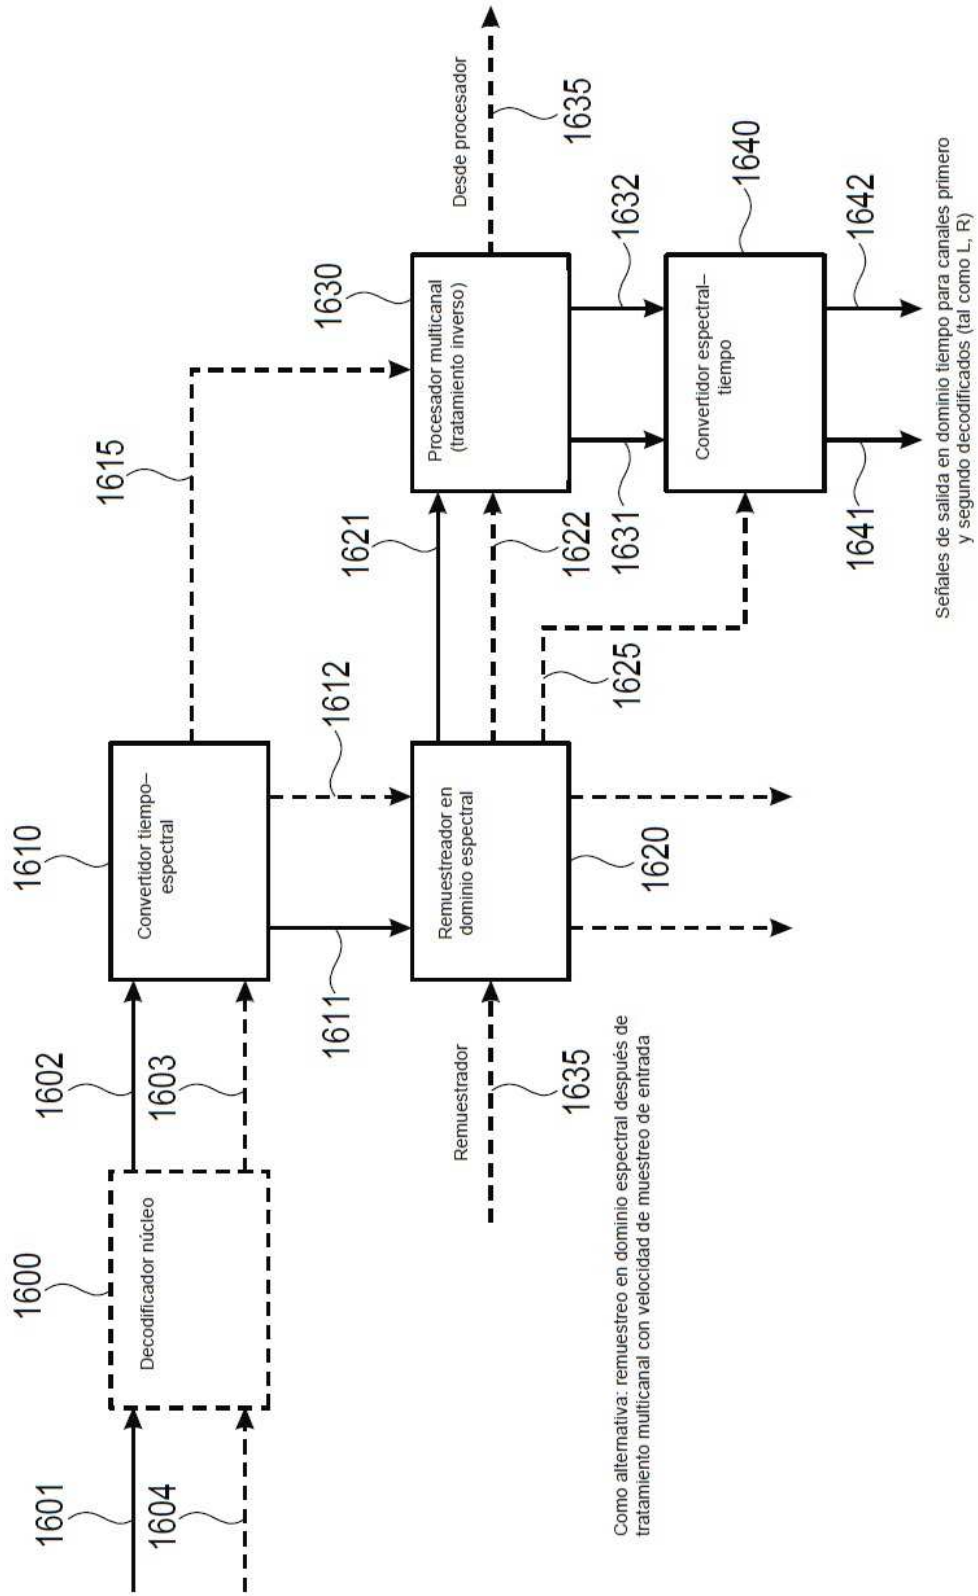 1601
1604
1600
Decodificador núcleo
1602
1603
1610
Convertidor tiempo–
espectral
1615
1611
1612
Remuestrador
1635
Remuestreador en
dominio espectral
1620
1621
1622
1625
1630
Procesador multicanal
(tratamiento inverso)
Desde procesador
1635
1631
1632
1640
Convertidor espectral–
tiempo
1641
1642
Señales de salida en dominio tiempo para canales primero
y segundo decodificados (tal como L, R)
Como alternativa: remuestreo en dominio espectral después de
tratamiento multicanal con velocidad de muestreo de entrada